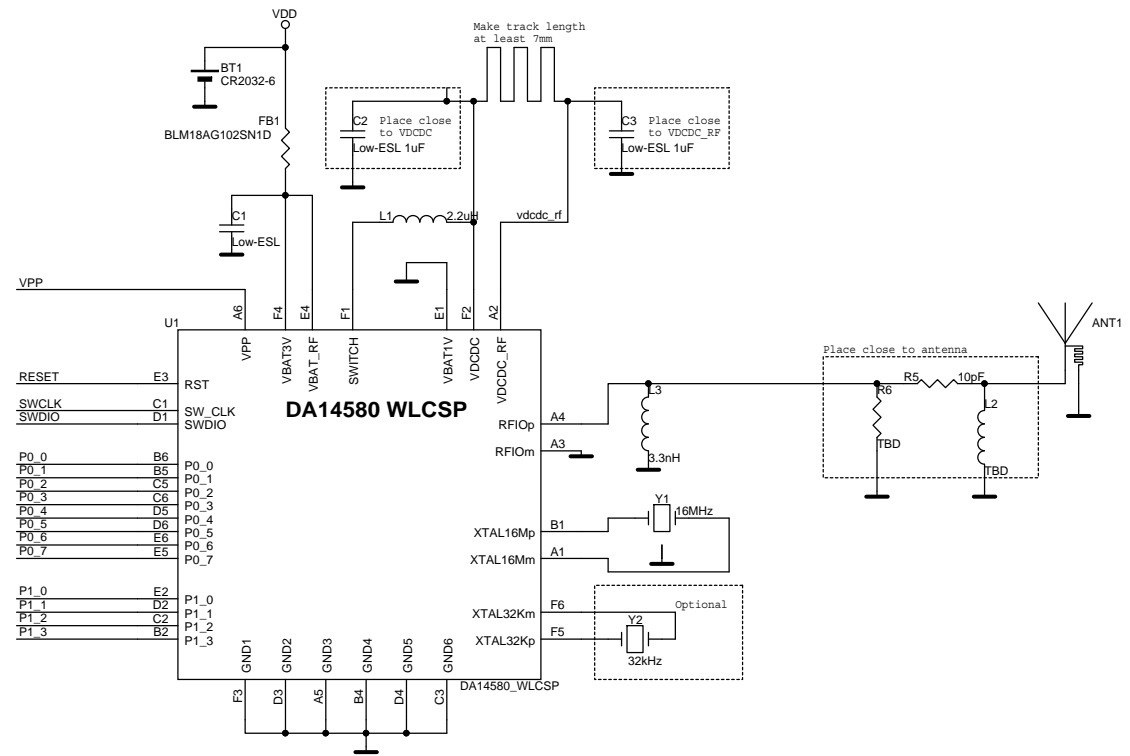 VDD
Make track length
at least 7mm
BT1
CR2032-6
FB1
BLM18AG102SN1D
C2
Place close
to VDCDC
Low-ESL 1uF
C3
Place close
to VDCDC_RF
Low-ESL 1uF
C1
Low-ESL
L1
2.2uH
vdcdc_rf
VPP
U1
A6
F4
E4
F1
E1
F2
A2
VPP
VBAT3V
VBAT_RF
SWITCH
VBAT1V
VDCDC
VDCDC_RF
ANT1
Place close to antenna
R5
10pF
R6
TBD
L2
TBD
L3
3.3nH
DA14580 WLCSP
RESET
E3
RST
SWCLK
C1
SW_CLK
SWDIO
D1
SWDIO
RFIOp
A4
RFIOm
A3
P0_0
B6
P0_0
P0_1
B5
P0_1
P0_2
C5
P0_2
P0_3
C6
P0_3
P0_4
D5
P0_4
P0_5
D6
P0_5
P0_6
E6
P0_6
P0_7
E5
P0_7
XTAL16Mp
B1
XTAL16Mm
A1
Y1
16MHz
P1_0
E2
P1_0
P1_1
D2
P1_1
P1_2
C2
P1_2
P1_3
B2
P1_3
XTAL32Km
F6
XTAL32Kp
F5
Optional
Y2
32kHz
GND1
GND2
GND3
GND4
GND5
GND6
F3
D3
A5
B4
D4
C3
DA14580_WLCSP